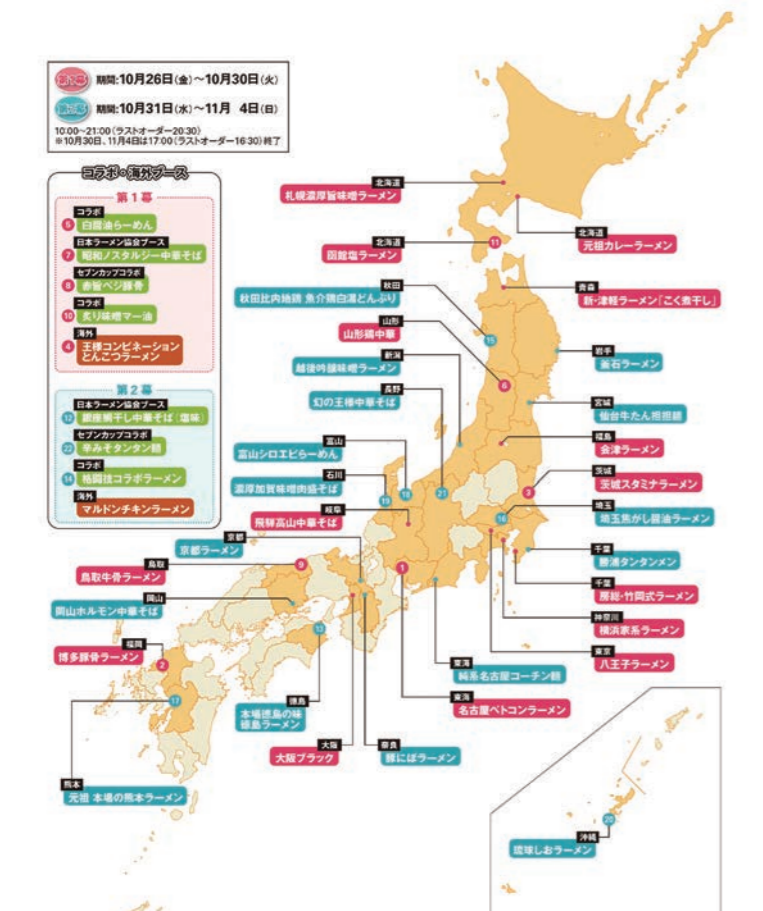 第1幕 期間:10月26日(金)～10月30日(火)
第2幕 期間:10月31日(水)～11月 4日(日)
10:00～21:00(ラストオーダー20:30)
※10月30日、11月4日は17:00(ラストオーダー16:30)終了
コラボ・海外ブース
第1幕
コラボ
5 白醤油らーめん
日本ラーメン協会ブース
7 昭和ノスタルジー中華そば
セブンカップコラボ
8 赤旨ベジ豚骨
コラボ
10 炙り味噌マー油
海外
4 王様コンビネーション
とんこつラーメン
第2幕
日本ラーメン協会ブース
12 銀座鯛干し中華そば(塩味)
セブンカップコラボ
22 辛みそタンタン麺
コラボ
14 格闘技コラボラーメン
海外
マルドンチキンラーメン
北海道
札幌濃厚旨味噌ラーメン
北海道
元祖カレーラーメン
北海道
函館塩ラーメン
11
青森
新・津軽ラーメン「こく煮干し」
秋田
秋田比内地鶏 魚介鶏白湯どんぶり
15
山形
山形鶏中華
6
岩手
釜石ラーメン
新潟
越後吟醸味噌ラーメン
長野
幻の王様中華そば
21
宮城
仙台牛たん担担麺
福島
会津ラーメン
富山
富山シロエビらーめん
18
石川
濃厚加賀味噌肉盛そば
19
茨城
茨城スタミナラーメン
3
埼玉
埼玉焦がし醤油ラーメン
16
岐阜
飛騨高山中華そば
京都
京都ラーメン
千葉
勝浦タンタンメン
鳥取
鳥取牛骨ラーメン
9
千葉
房総・竹岡式ラーメン
岡山
岡山ホルモン中華そば
神奈川
横浜家系ラーメン
福岡
博多豚骨ラーメン
2
東京
八王子ラーメン
1
13
東海
純系名古屋コーチン麺
徳島
本場徳島の味
徳島ラーメン
東海
名古屋ベトコンラーメン
大阪
大阪ブラック
奈良
豚にぼラーメン
17
熊本
元祖 本場の熊本ラーメン
20
沖縄
琉球しおラーメン